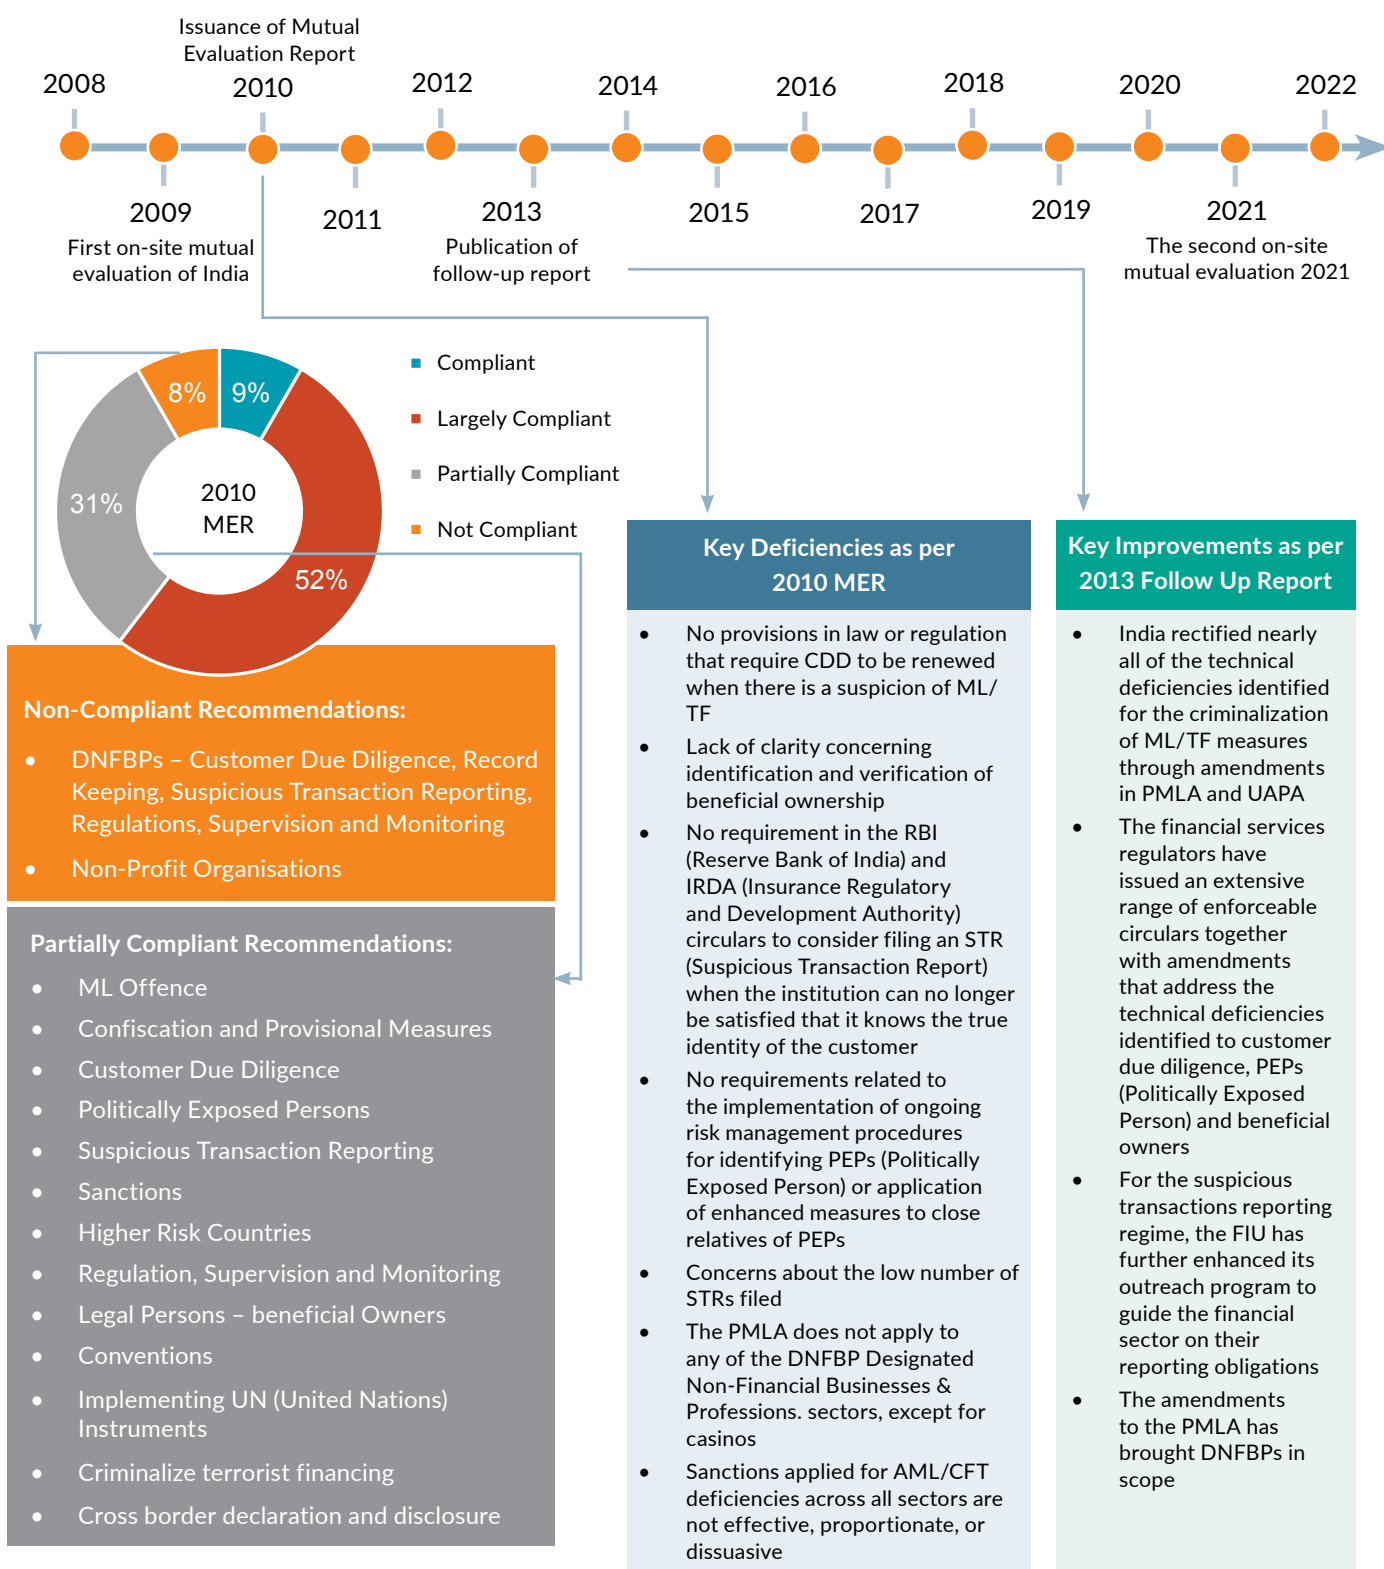 Issuance of Mutual
Evaluation Report
2008
2010
2012
2014
2016
2018
2020
2022
2009
2011
2013
2015
2017
2019
2021
First on-site mutual
evaluation of India
Publication of
follow-up report
The second on-site
mutual evaluation 2021
8%
9%
31%
52%
2010
MER
Compliant
Largely Compliant
Partially Compliant
Not Compliant
Non-Compliant Recommendations:
• DNFBPs – Customer Due Diligence, Record
Keeping, Suspicious Transaction Reporting,
Regulations, Supervision and Monitoring
• Non-Profit Organisations
Partially Compliant Recommendations:
• ML Offence
• Confiscation and Provisional Measures
• Customer Due Diligence
• Politically Exposed Persons
• Suspicious Transaction Reporting
• Sanctions
• Higher Risk Countries
• Regulation, Supervision and Monitoring
• Legal Persons – beneficial Owners
• Conventions
• Implementing UN (United Nations)
Instruments
• Criminalize terrorist financing
• Cross border declaration and disclosure
Key Deficiencies as per
2010 MER
• No provisions in law or regulation
that require CDD to be renewed
when there is a suspicion of ML/
TF
• Lack of clarity concerning
identification and verification of
beneficial ownership
• No requirement in the RBI
(Reserve Bank of India) and
IRDA (Insurance Regulatory
and Development Authority)
circulars to consider filing an STR
(Suspicious Transaction Report)
when the institution can no longer
be satisfied that it knows the true
identity of the customer
• No requirements related to
the implementation of ongoing
risk management procedures
for identifying PEPs (Politically
Exposed Person) or application
of enhanced measures to close
relatives of PEPs
• Concerns about the low number of
STRs filed
• The PMLA does not apply to
any of the DNFBP Designated
Non-Financial Businesses &
Professions. sectors, except for
casinos
• Sanctions applied for AML/CFT
deficiencies across all sectors are
not effective, proportionate, or
dissuasive
Key Improvements as per
2013 Follow Up Report
• India rectified nearly
all of the technical
deficiencies identified
for the criminalization
of ML/TF measures
through amendments
in PMLA and UAPA
• The financial services
regulators have
issued an extensive
range of enforceable
circulars together
with amendments
that address the
technical deficiencies
identified to customer
due diligence, PEPs
(Politically Exposed
Person) and beneficial
owners
• For the suspicious
transactions reporting
regime, the FIU has
further enhanced its
outreach program to
guide the financial
sector on their
reporting obligations
• The amendments
to the PMLA has
brought DNFBPs in
scope